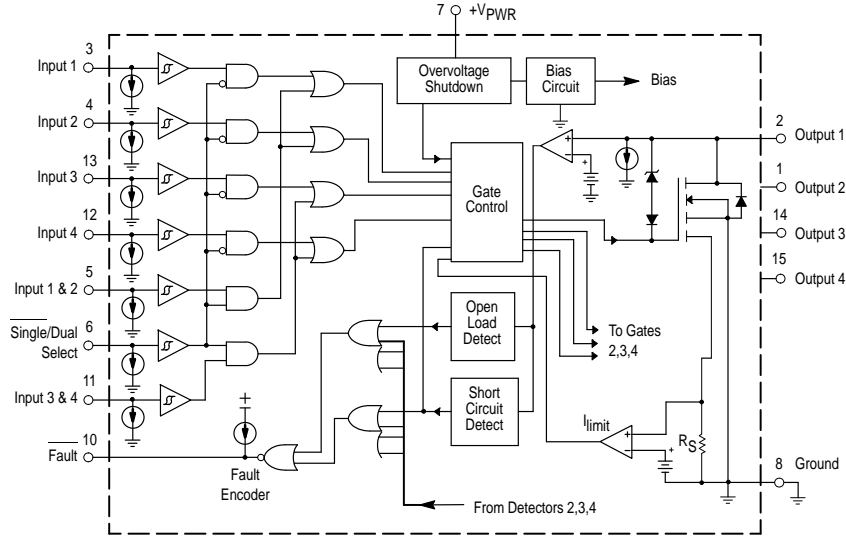 7
+VPWR
3
Input 1
4
Input 2
13
Input 3
12
Input 4
5
Input 1 & 2
6
Single/Dual
Select
11
Input 3 & 4
10
Fault
Fault
Encoder
Overvoltage
Shutdown
Bias
Circuit
Bias
Gate
Control
+
−
+
2
Output 1
1
Output 2
14
Output 3
15
Output 4
Open
Load
Detect
To Gates
2,3,4
Short
Circuit
Detect
Ilimit
+
−
+
RS
8
Ground
From Detectors 2,3,4